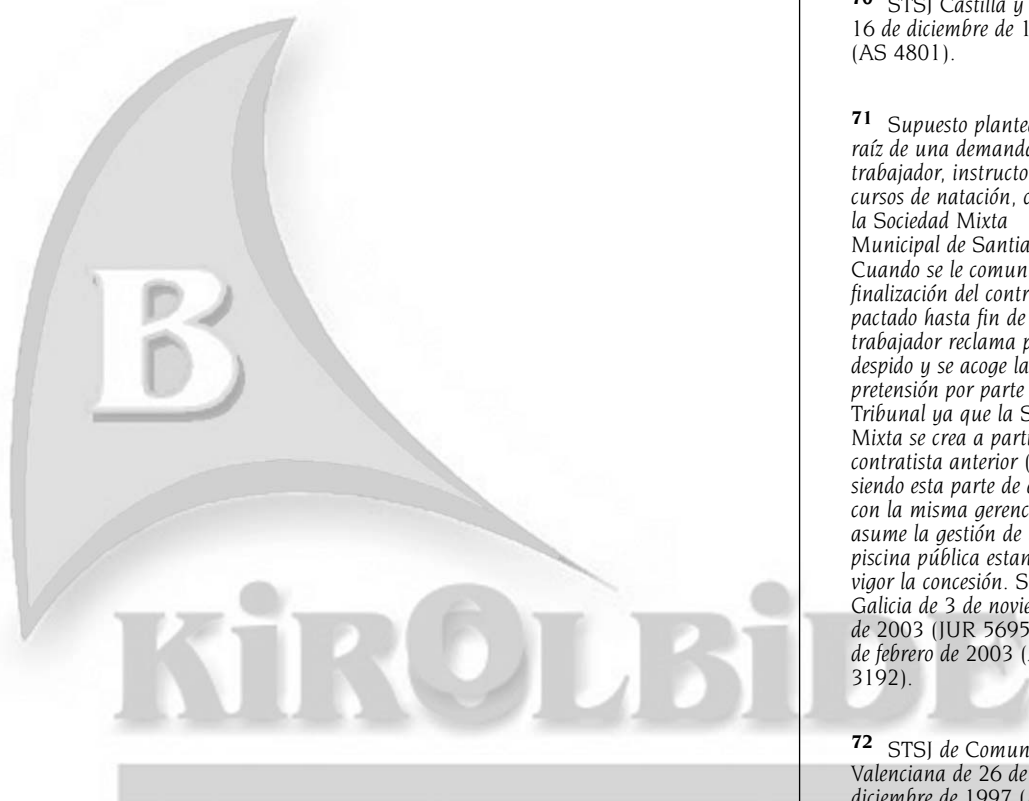 B
KiROLBiDE
70 STSJ Castilla y
16 de diciembre de 1
(AS 4801).
71 Supuesto plante
raíz de una demanda
trabajador, instructo
cursos de natación, c
la Sociedad Mixta
Municipal de Santia
Cuando se le comun
finalización del contr
pactado hasta fin de
trabajador reclama p
despido y se acoge la
pretensión por parte
Tribunal ya que la S
Mixta se crea a parti
contratista anterior (
siendo esta parte de
con la misma gerenc
asume la gestión de
piscina pública estan
vigor la concesión. S
Galicia de 3 de novie
de 2003 (JUR 5695
de febrero de 2003 (
3192).
72 STSJ de Comun
Valenciana de 26 de
diciembre de 1997 (